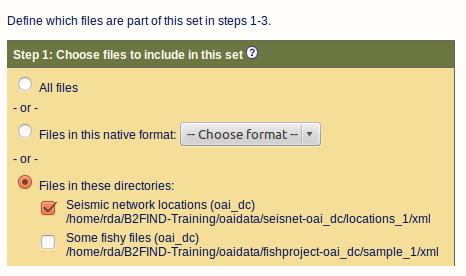 Define which files are part of this set in steps 1-3.
Step 1: Choose files to include in this set ?
All files
- or -
Files in this native format: -- Choose format --
- or -
Files in these directories:
Seismic network locations (oai_dc)
/home/rda/B2FIND-Training/oaidata/seisnet-oai_dc/locations_1/xml
Some fishy files (oai_dc)
/home/rda/B2FIND-Training/oaidata/fishproject-oai_dc/sample_1/xml